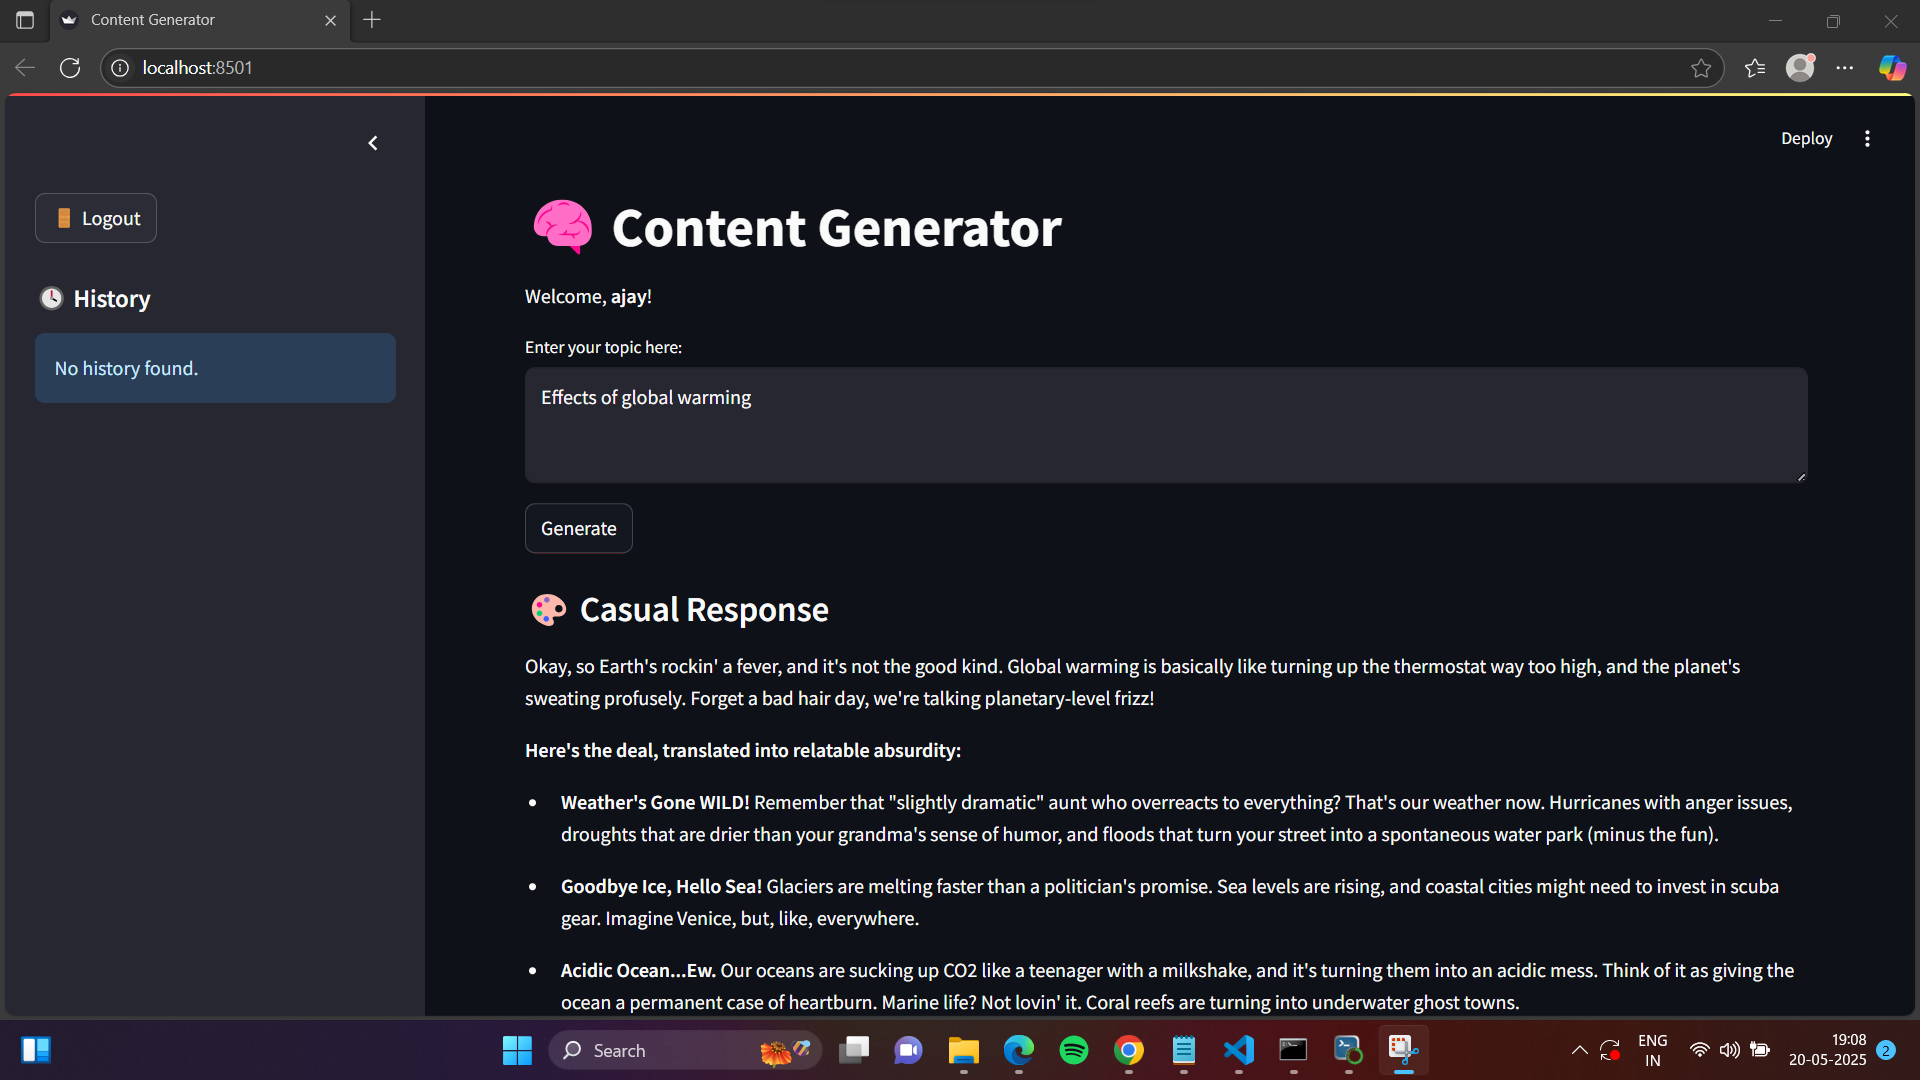 Content Generator
localhost:8501
Deploy
Logout
History
No history found.
Content Generator
Welcome, ajay!
Enter your topic here:
Effects of global warming
Generate
Casual Response
Okay, so Earth's rockin' a fever, and it's not the good kind. Global warming is basically like turning up the thermostat way too high, and the planet's
sweating profusely. Forget a bad hair day, we're talking planetary-level frizz!
Here's the deal, translated into relatable absurdity:
Weather's Gone WILD! Remember that "slightly dramatic" aunt who overreacts to everything? That's our weather now. Hurricanes with anger issues,
droughts that are drier than your grandma's sense of humor, and floods that turn your street into a spontaneous water park (minus the fun).
Goodbye Ice, Hello Sea! Glaciers are melting faster than a politician's promise. Sea levels are rising, and coastal cities might need to invest in scuba
gear. Imagine Venice, but, like, everywhere.
Acidic Ocean...Ew. Our oceans are sucking up CO2 like a teenager with a milkshake, and it's turning them into an acidic mess. Think of it as giving the
ocean a permanent case of heartburn. Marine life? Not lovin' it. Coral reefs are turning into underwater ghost towns.
Search
ENG
IN
19:08
20-05-2025
2